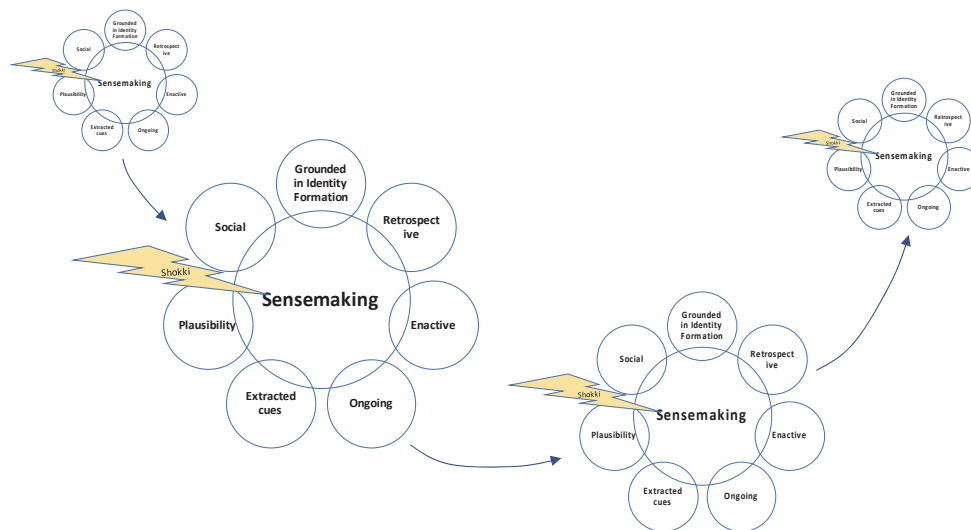 Grounded
in Identity
Formation
Social
Retrospect
ive
Shokki
Sensemaking
Plausibility
Enactive
Extracted
cues
Ongoing
Grounded
in Identity
Formation
Social
Retrospect
ive
Shokki
Sensemaking
Plausibility
Enactive
Extracted
cues
Ongoing
Grounded
in Identity
Formation
Social
Retrospect
ive
Shokki
Sensemaking
Plausibility
Enactive
Extracted
cues
Ongoing
Grounded
in Identity
Formation
Social
Retrospect
ive
Shokki
Sensemaking
Plausibility
Enactive
Extracted
cues
Ongoing